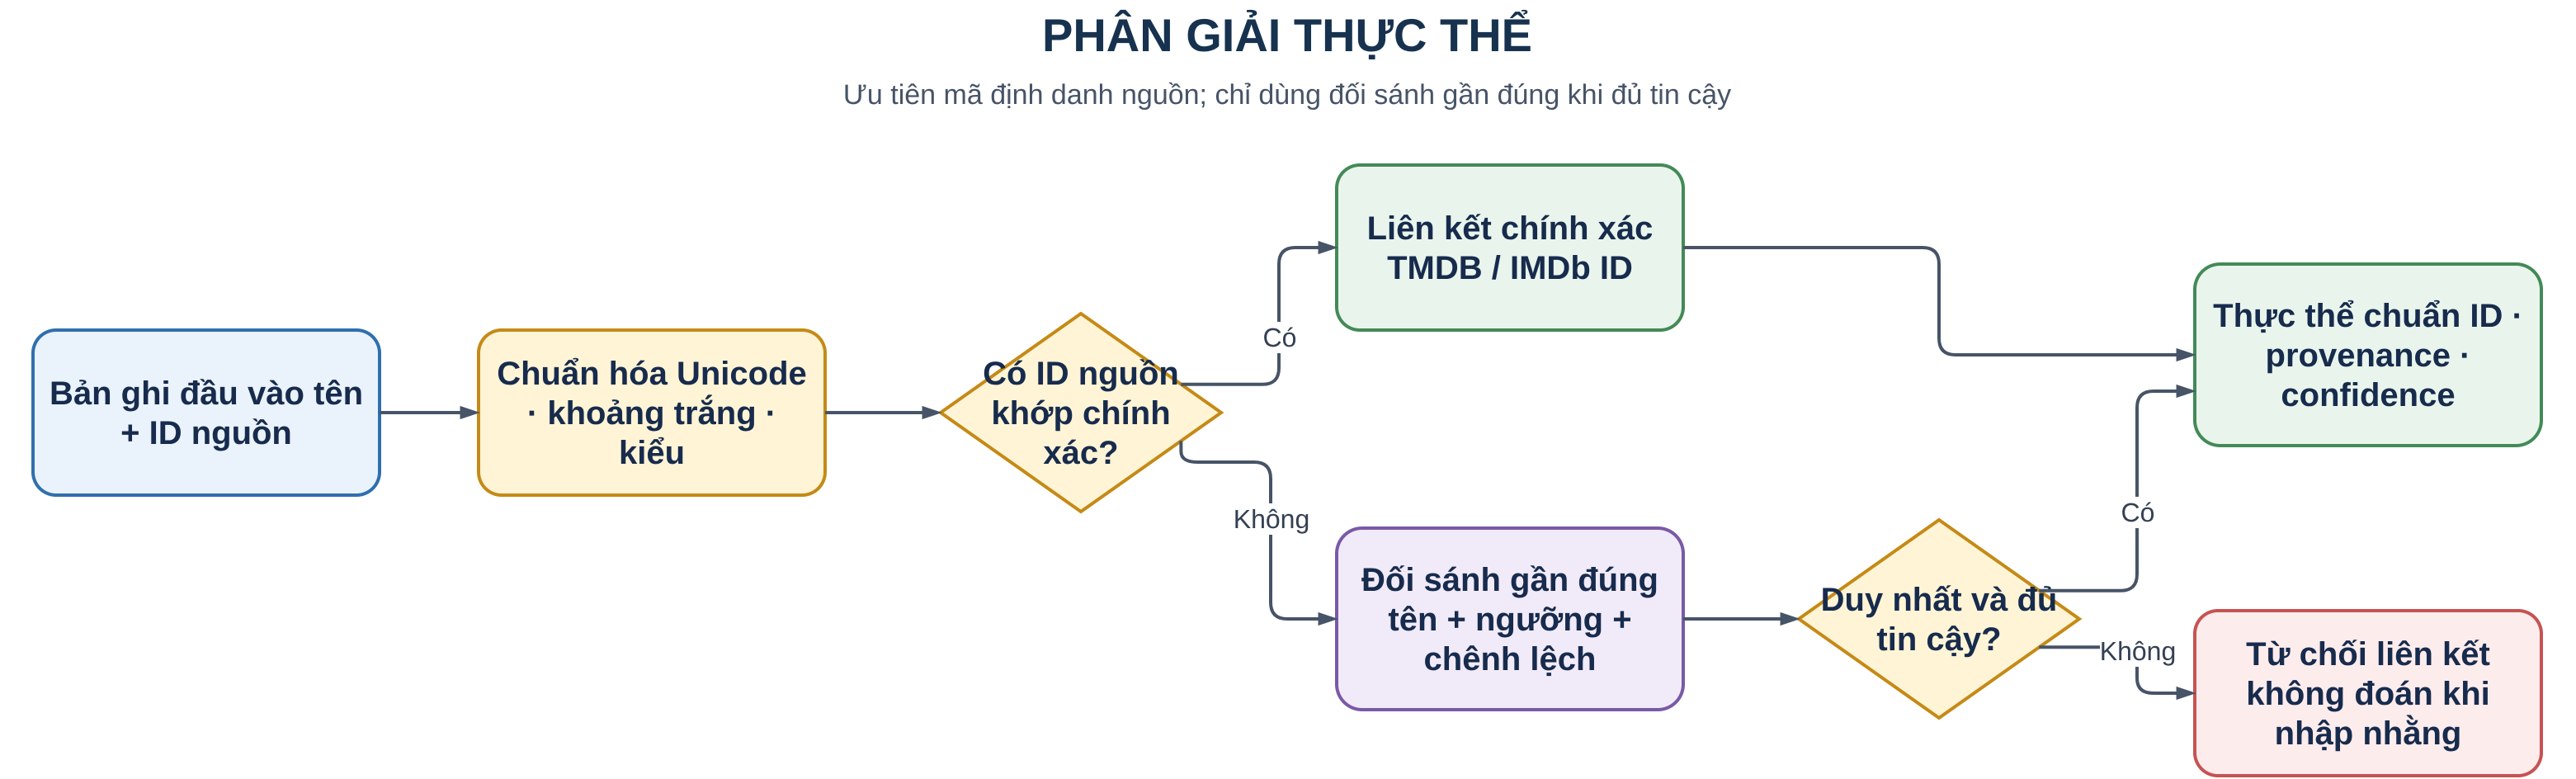 PHÂN GIẢI THỰC THỂ
Ưu tiên mã định danh nguồn; chỉ dùng đối sánh gần đúng khi đủ tin cậy
Bản ghi đầu vào tên
+ ID nguồn
Chuẩn hóa Unicode
· khoảng trắng ·
kiểu
Có ID nguồn
khớp chính
xác?
Có
Liên kết chính xác
TMDB / IMDb ID
Không
Đối sánh gần đúng
tên + ngưỡng +
chênh lệch
Duy nhất và đủ
tin cậy?
Có
Thực thể chuẩn ID ·
provenance ·
confidence
Không
Từ chối liên kết
không đoán khi
nhập nhằng